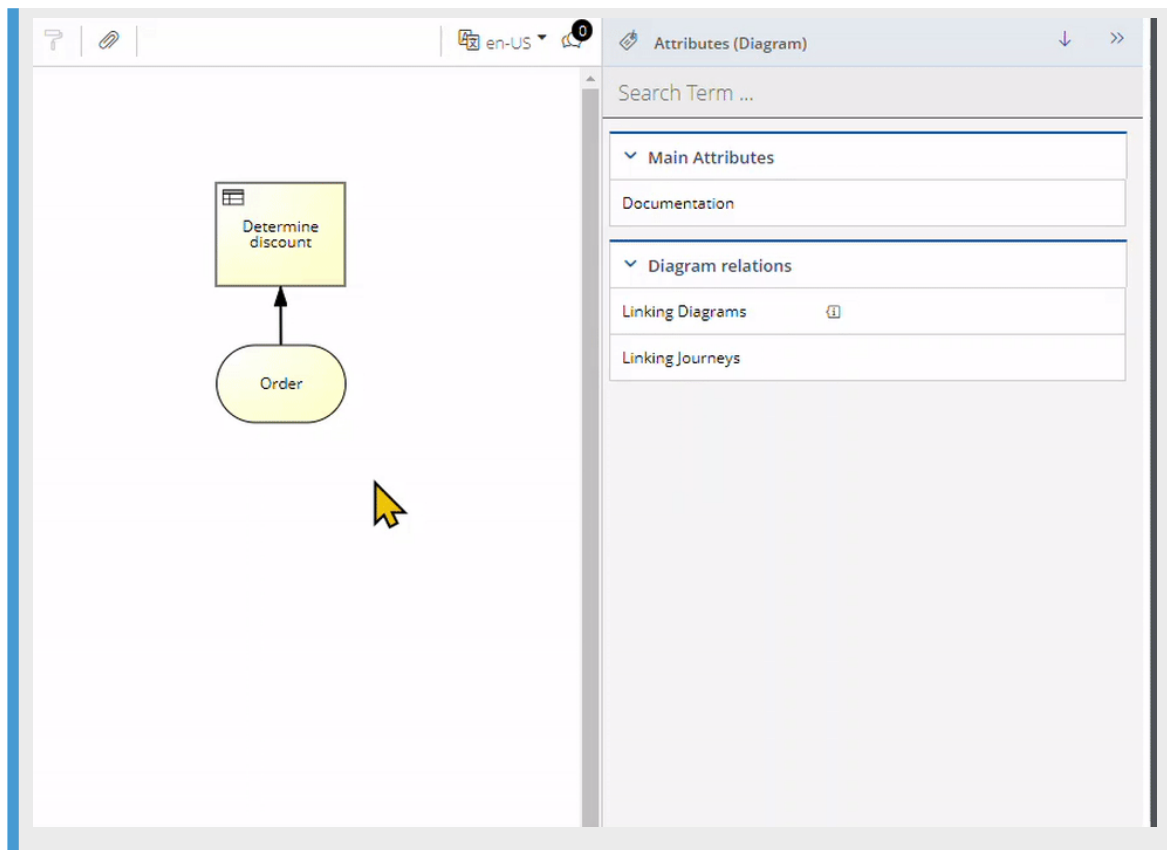 en-US
0
Attributes (Diagram)
Search Term ...
Main Attributes
Documentation
Diagram relations
Linking Diagrams
Linking Journeys
Determine
discount
Order